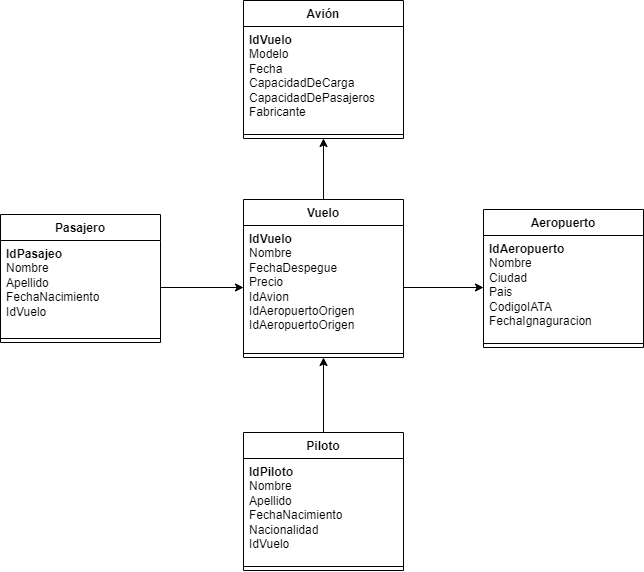 Avión
IdVuelo
Modelo
Fecha
CapacidadDeCarga
CapacidadDePasajeros
Fabricante
Pasajero
IdPasajeo
Nombre
Apellido
FechaNacimiento
IdVuelo
Vuelo
IdVuelo
Nombre
FechaDespegue
Precio
IdAvion
IdAeropuertoOrigen
IdAeropuertoOrigen
Aeropuerto
IdAeropuerto
Nombre
Ciudad
Pais
CodigoIATA
FechaIgnaguracion
Piloto
IdPiloto
Nombre
Apellido
FechaNacimiento
Nacionalidad
IdVuelo